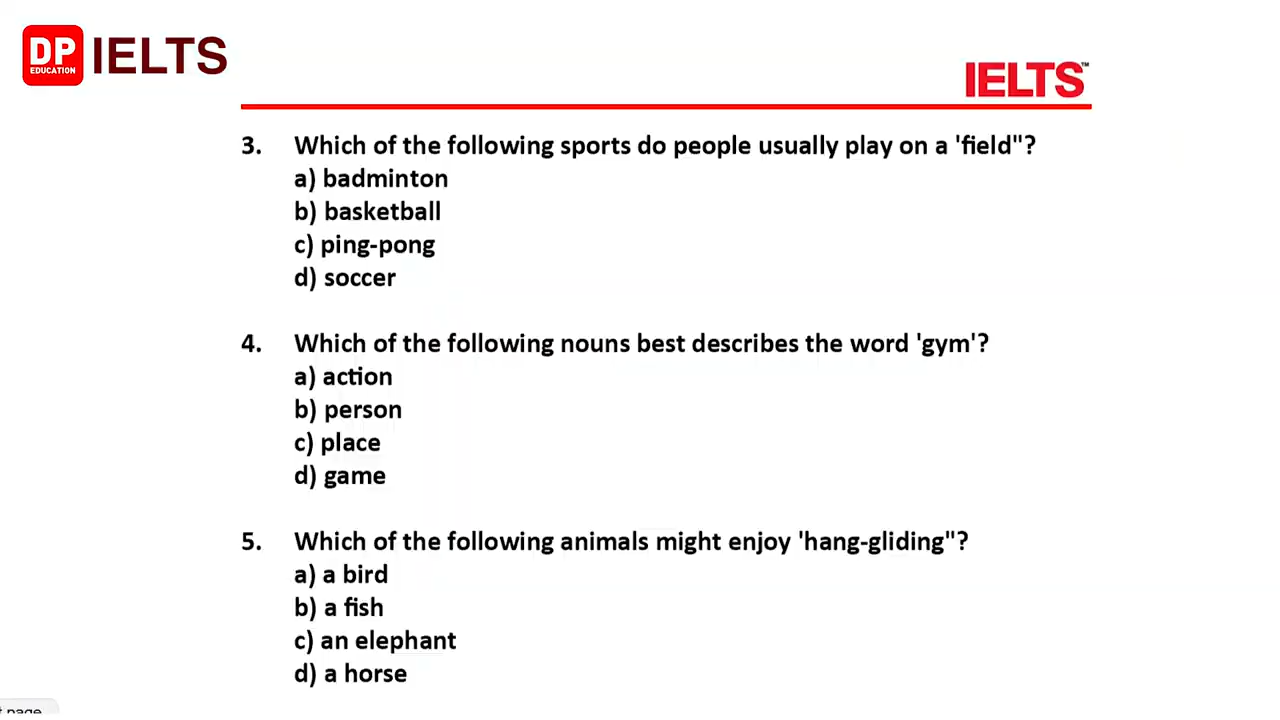 DP
EDUCATION
IELTS
IELTS™
3. Which of the following sports do people usually play on a 'field"?
a) badminton
b) basketball
c) ping-pong
d) soccer
4. Which of the following nouns best describes the word 'gym'?
a) action
b) person
c) place
d) game
5. Which of the following animals might enjoy 'hang-gliding"?
a) a bird
b) a fish
c) an elephant
d) a horse
page